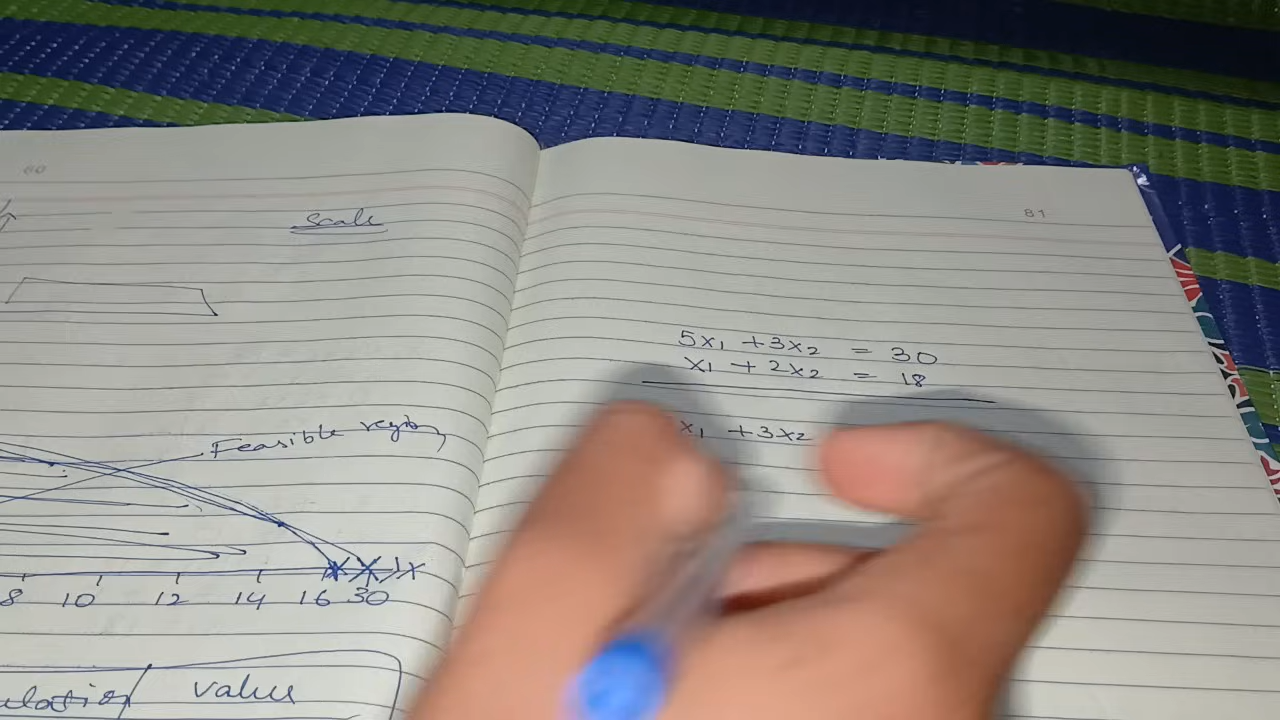 60
Scale
Feasible region
8 10 12 14 16 30 X
value
81
5x₁ + 3x₂ = 30
x₁ + 2x₂ = 18
x₁ + 3x₂